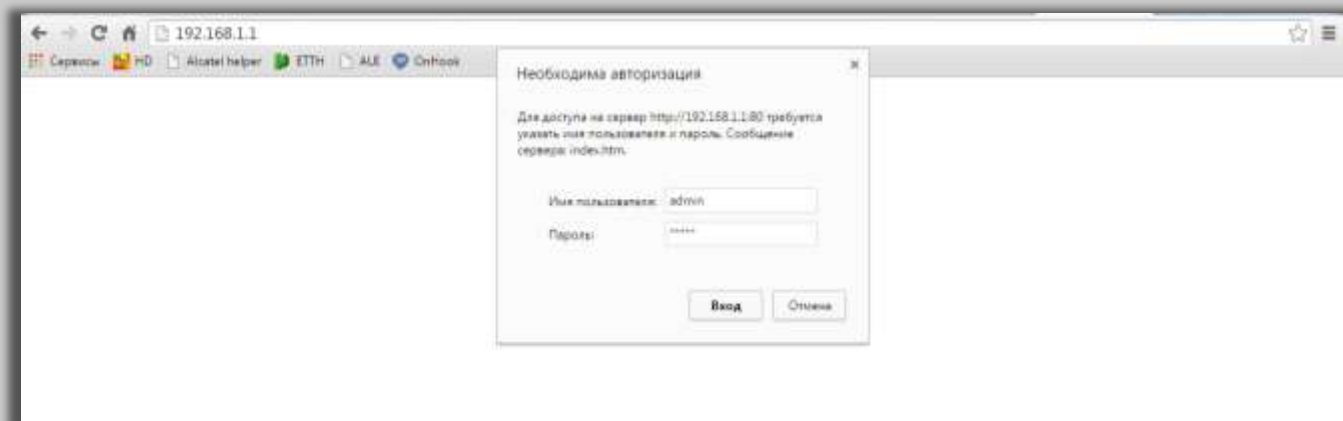 192.168.1.1
Сервисы HD Alcatel helper ETTH ALE OnHook
Необходима авторизация
Для доступа на сервер http://192.168.1.1:80 требуется
указать имя пользователя и пароль. Сообщение
сервера: index.htm.
Имя пользователя: admin
Пароль: *****
Вход Отмена